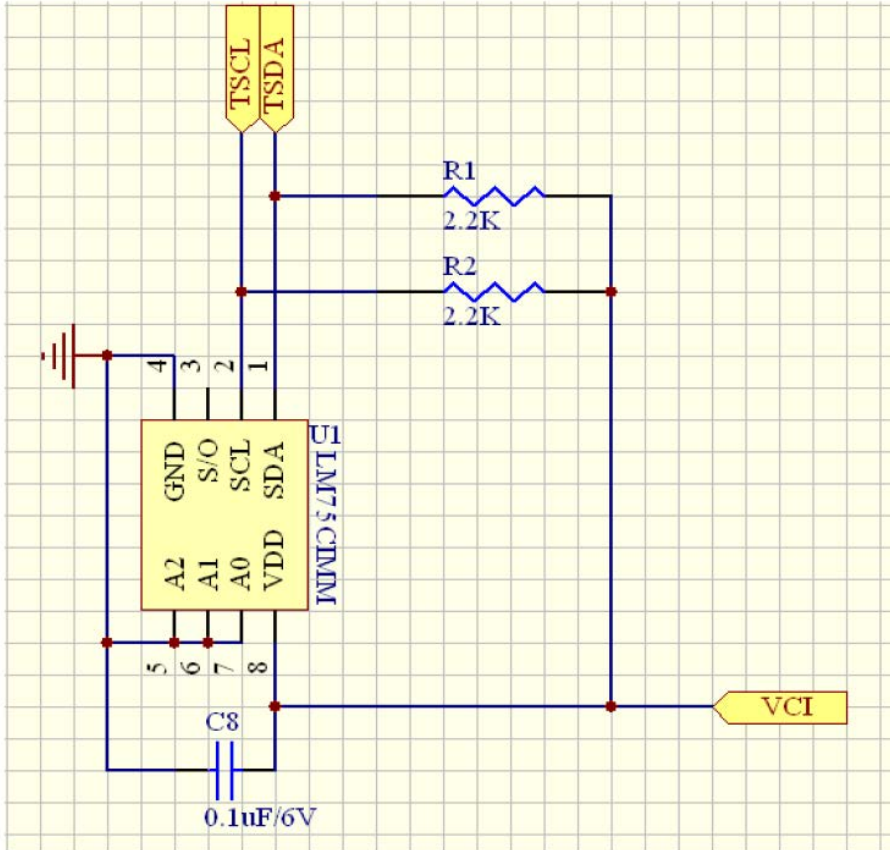 TSCL
TSDA
R1
2.2K
R2
2.2K
4
3
2
1
U1
LM75CIMM
GND
S/O
SCL
SDA
A2
A1
A0
VDD
5
6
7
8
VCI
C8
0.1uF/6V